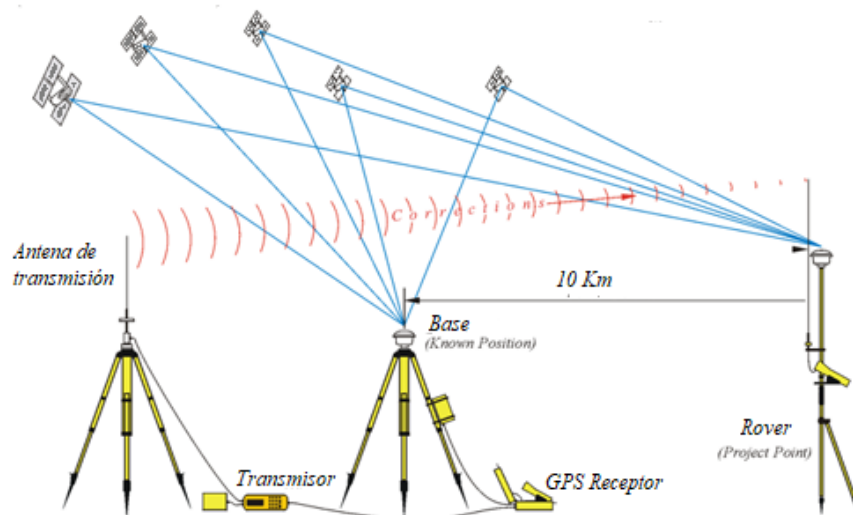 Corrections
Antena de
transmisión
10 Km
Base
(Known Position)
Rover
(Project Point)
Transmisor
GPS Receptor